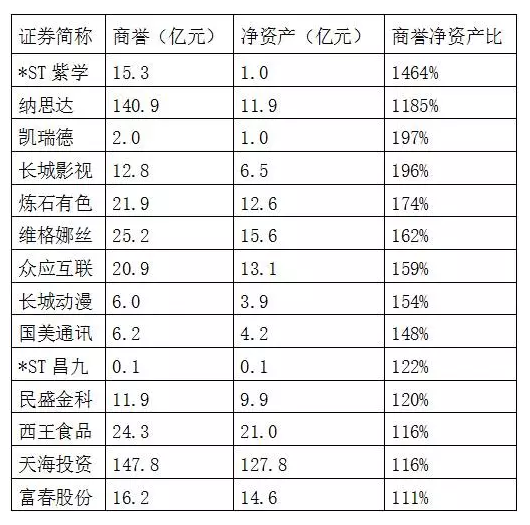 证券简称 商誉（亿元） 净资产（亿元） 商誉净资产比
*ST 紫学 15.3 1.0 1464%
纳思达 140.9 11.9 1185%
凯瑞德 2.0 1.0 197%
长城影视 12.8 6.5 196%
炼石有色 21.9 12.6 174%
维格娜丝 25.2 15.6 162%
众应互联 20.9 13.1 159%
长城动漫 6.0 3.9 154%
国美通讯 6.2 4.2 148%
*ST 昌九 0.1 0.1 122%
民盛金科 11.9 9.9 120%
西王食品 24.3 21.0 116%
天海投资 147.8 127.8 116%
富春股份 16.2 14.6 111%